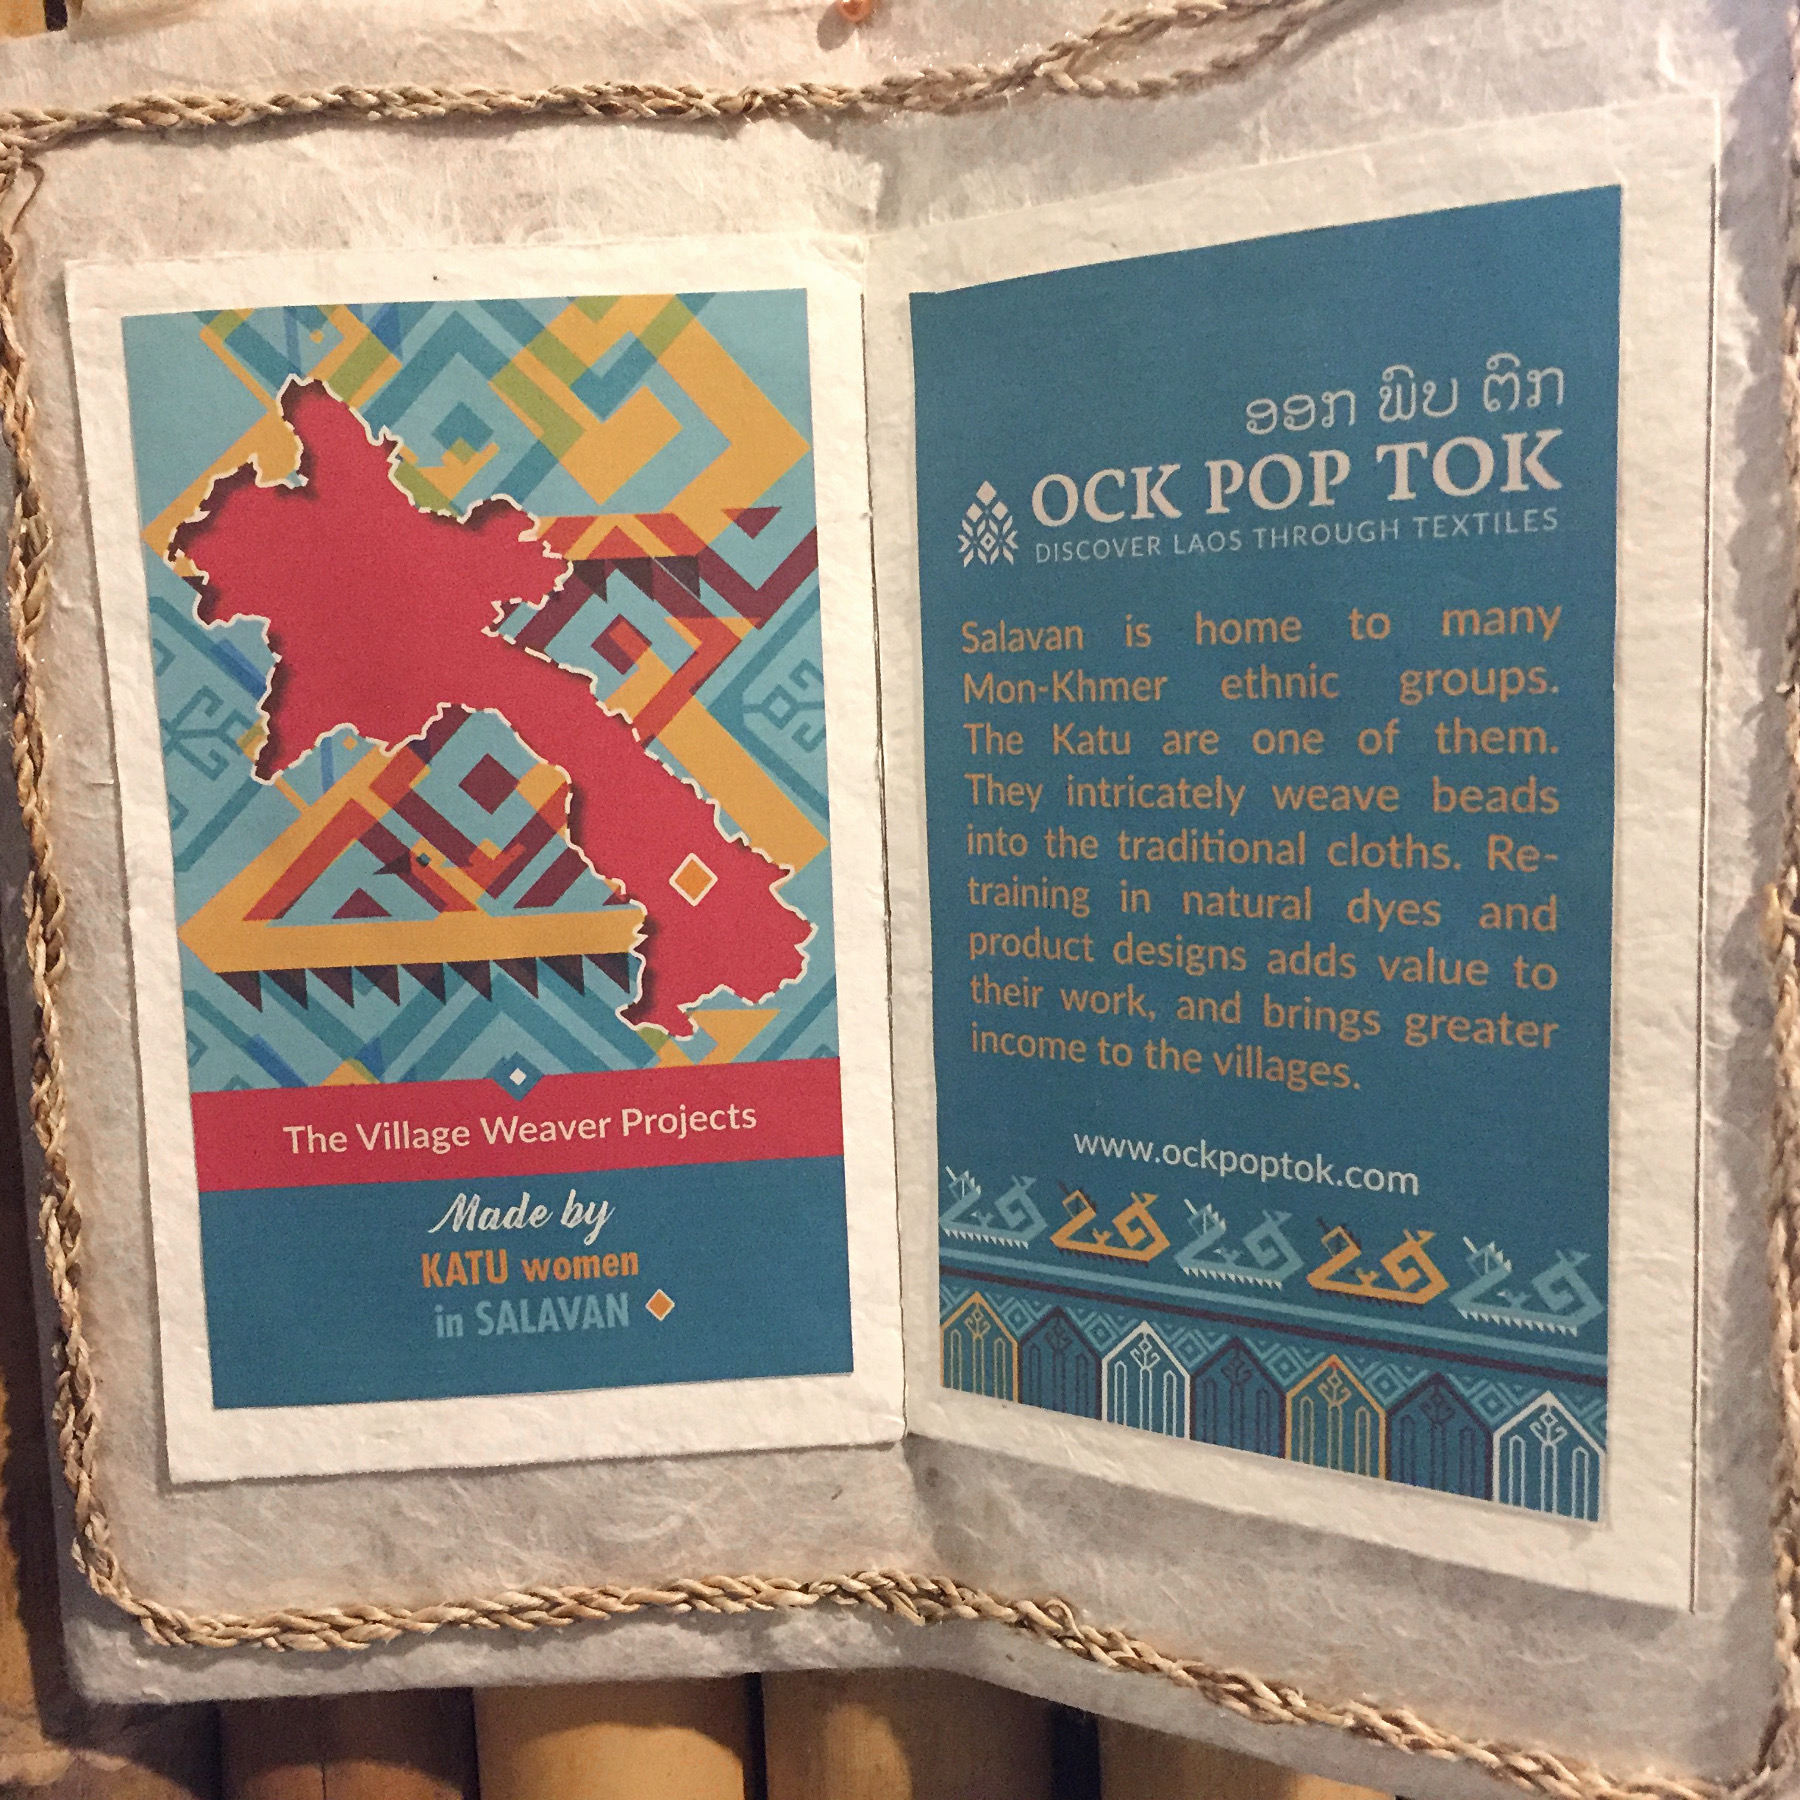 The Village Weaver Projects
Made by
KATU women
in SALAVAN
ອອກ ພົບ ຕົກ
OCK POP TOK
DISCOVER LAOS THROUGH TEXTILES
Salavan is home to many
Mon-Khmer ethnic groups.
The Katu are one of them.
They intricately weave beads
into the traditional cloths. Re-
training in natural dyes and
product designs adds value to
their work, and brings greater
income to the villages.
www.ockpoptok.com